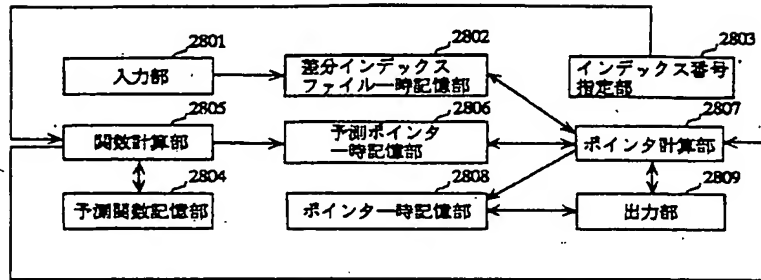 2801
入力部
2802
差分インデックス
ファイル一時記憶部
2803
インデックス番号
指定部
2805
関数計算部
2806
予測ポインタ
一時記憶部
2807
ポインタ計算部
2804
予測関数記憶部
2808
ポインタ一時記憶部
2809
出力部